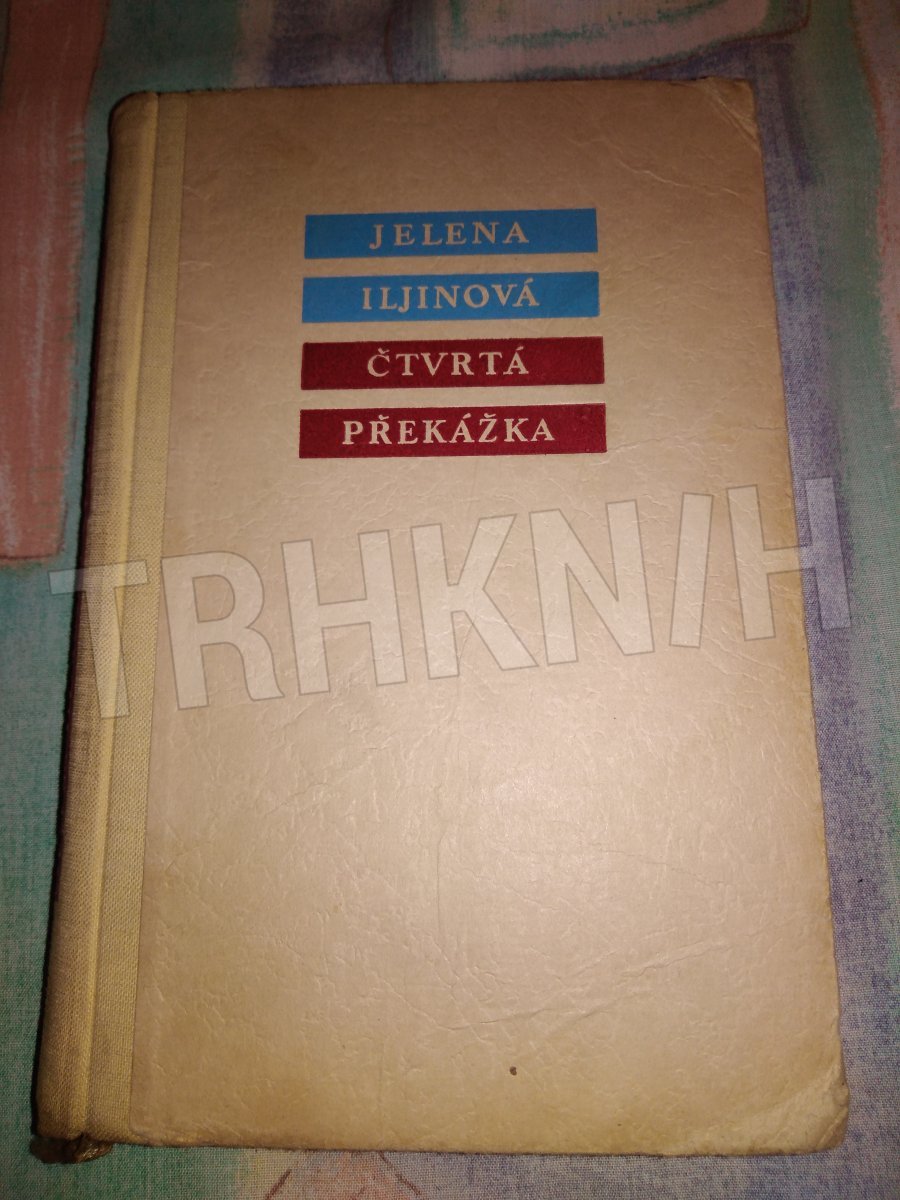 JELENA
ILJINOVÁ
ČTVRTÁ
PŘEKÁŽKA
TRHKNIH